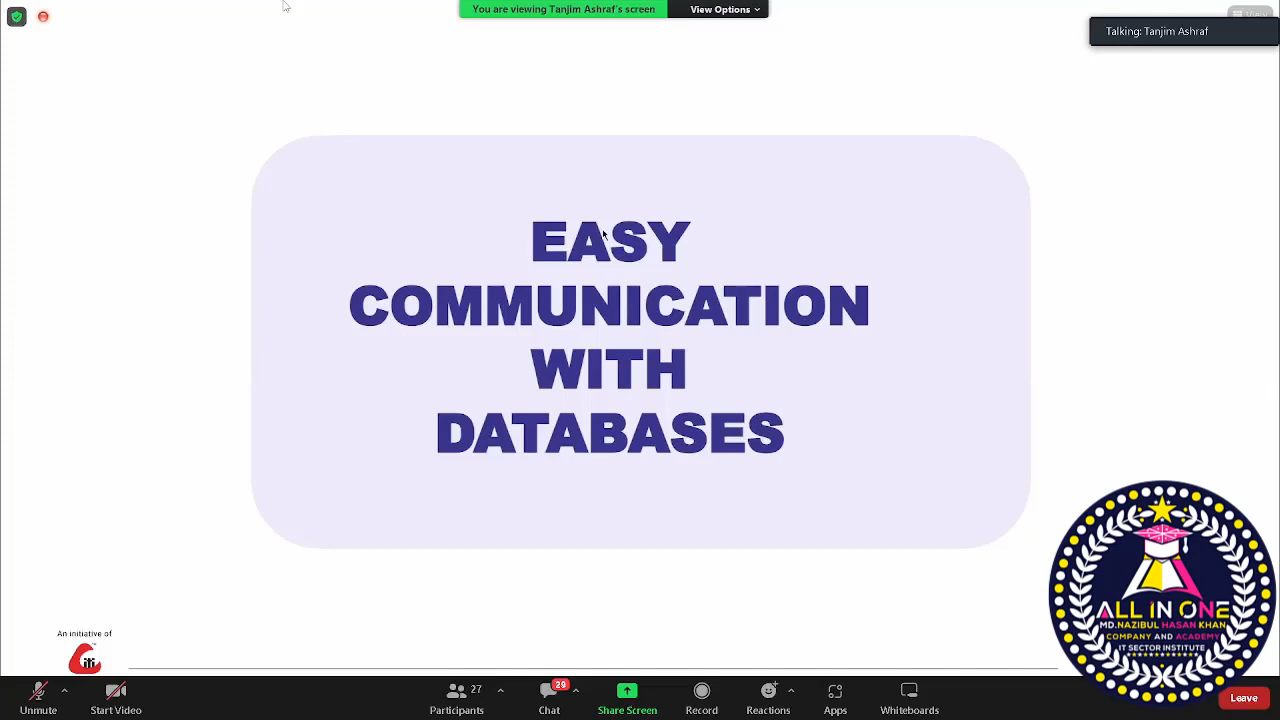 You are viewing Tanjim Ashraf's screen
View Options
View
Talking: Tanjim Ashraf
EASY
COMMUNICATION
WITH
DATABASES
An initiative of
ALL IN ONE
MD.NAZIBUL HASAN KHAN
COMPANY AND ACADEMY
IT SECTOR INSTITUTE
Unmute
Start Video
27
Participants
29
Chat
Share Screen
Record
Reactions
Apps
Whiteboards
Leave